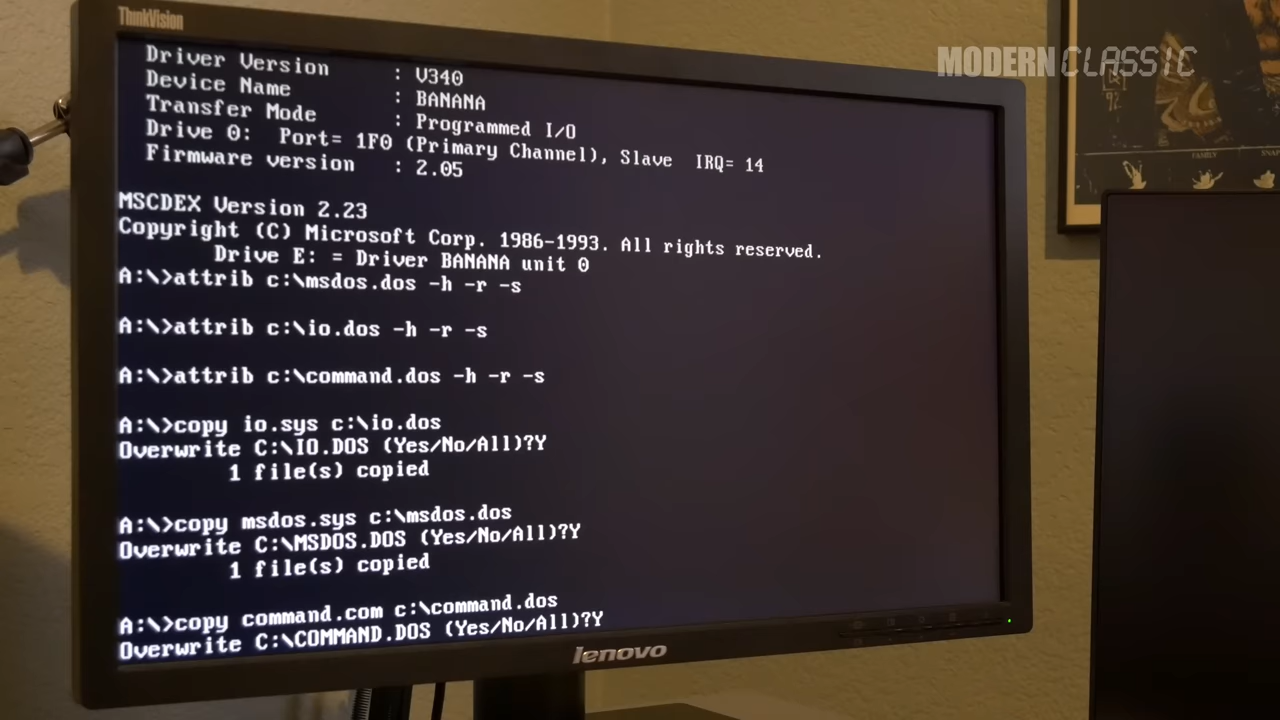 ThinkVision
MODERN CLASSIC
Driver Version : V340
Device Name : BANANA
Transfer Mode : Programmed I/O
Drive 0: Port= 1F0 (Primary Channel), Slave IRQ= 14
Firmware version : 2.05
MSCDEX Version 2.23
Copyright (C) Microsoft Corp. 1986-1993. All rights reserved.
Drive E: = Driver BANANA unit 0
A:\>attrib c:\msdos.dos -h -r -s
A:\>attrib c:\io.dos -h -r -s
A:\>attrib c:\command.dos -h -r -s
A:\>copy io.sys c:\io.dos
Overwrite C:\IO.DOS (Yes/No/All)?Y
1 file(s) copied
A:\>copy msdos.sys c:\msdos.dos
Overwrite C:\MSDOS.DOS (Yes/No/All)?Y
1 file(s) copied
A:\>copy command.com c:\command.dos
Overwrite C:\COMMAND.DOS (Yes/No/All)?Y
lenovo
92
FAMILY